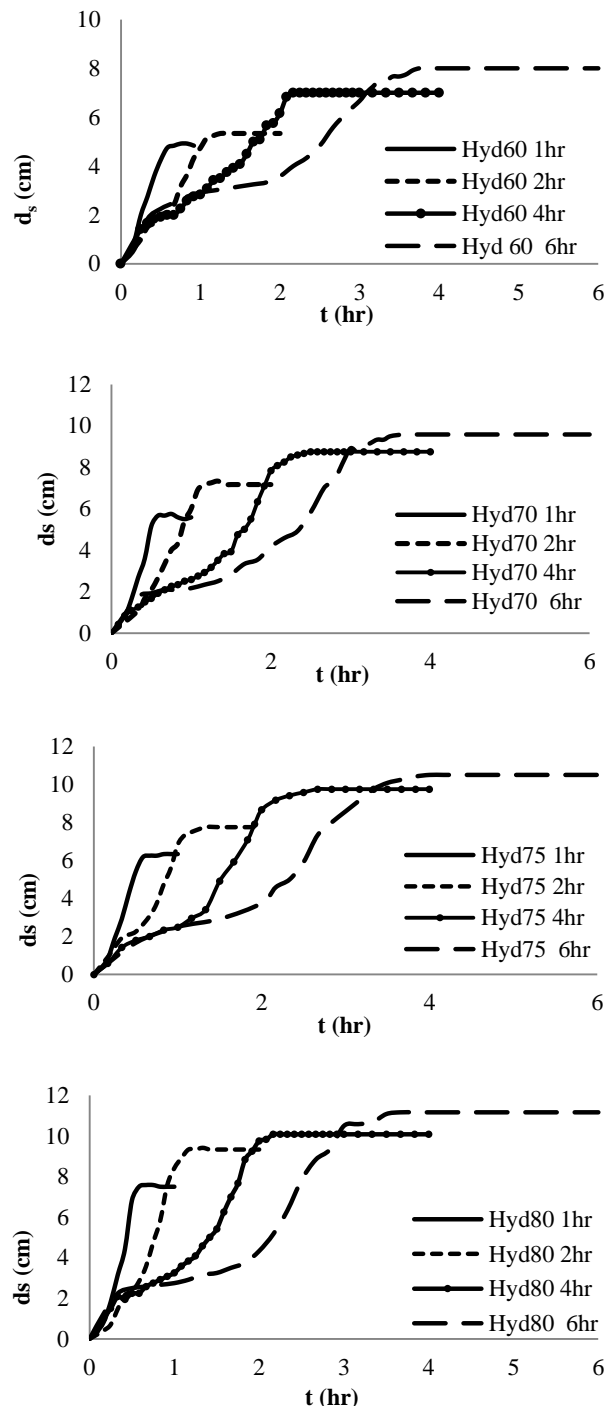 8
6
4
2
0
d_s (cm)
Hyd60 1hr
Hyd60 2hr
Hyd60 4hr
Hyd 60 6hr
0 1 2 3 4 5 6
t (hr)
12
10
8
6
4
2
0
ds (cm)
Hyd70 1hr
Hyd70 2hr
Hyd70 4hr
Hyd70 6hr
0 2 4 6
t (hr)
12
10
8
6
4
2
0
ds (cm)
Hyd75 1hr
Hyd75 2hr
Hyd75 4hr
Hyd75 6hr
0 2 4 6
t (hr)
12
10
8
6
4
2
0
ds (cm)
Hyd80 1hr
Hyd80 2hr
Hyd80 4hr
Hyd80 6hr
0 1 2 3 4 5 6
t (hr)